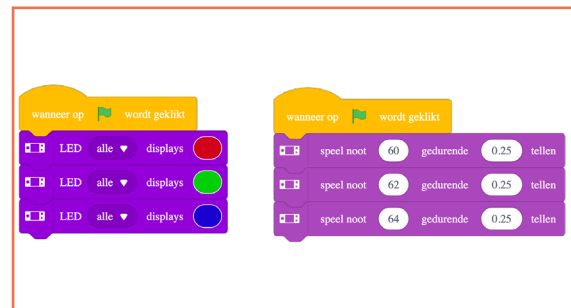 wanneer op wordt geklikt
LED alle displays
LED alle displays
LED alle displays
wanneer op wordt geklikt
speel noot 60 gedurende 0.25 tellen
speel noot 62 gedurende 0.25 tellen
speel noot 64 gedurende 0.25 tellen